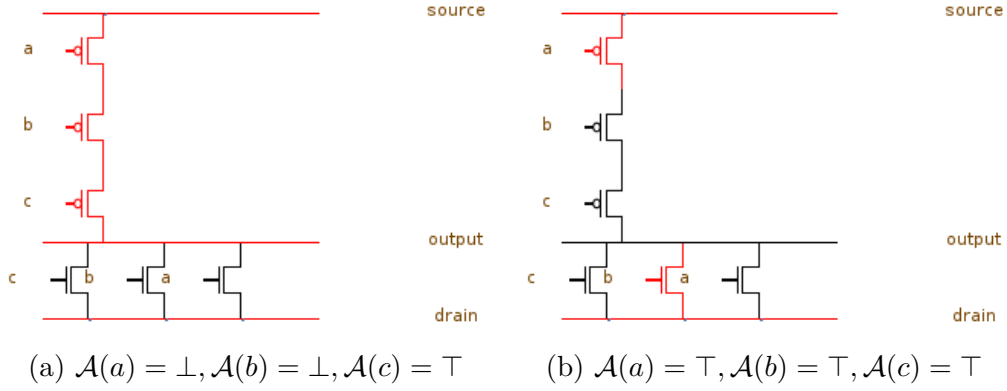 source source
a a
b b
c c
output output
c b a c b a
drain drain
(a) 𝒜(a) = ⊥, 𝒜(b) = ⊥, 𝒜(c) = ⊤ (b) 𝒜(a) = ⊤, 𝒜(b) = ⊤, 𝒜(c) = ⊤